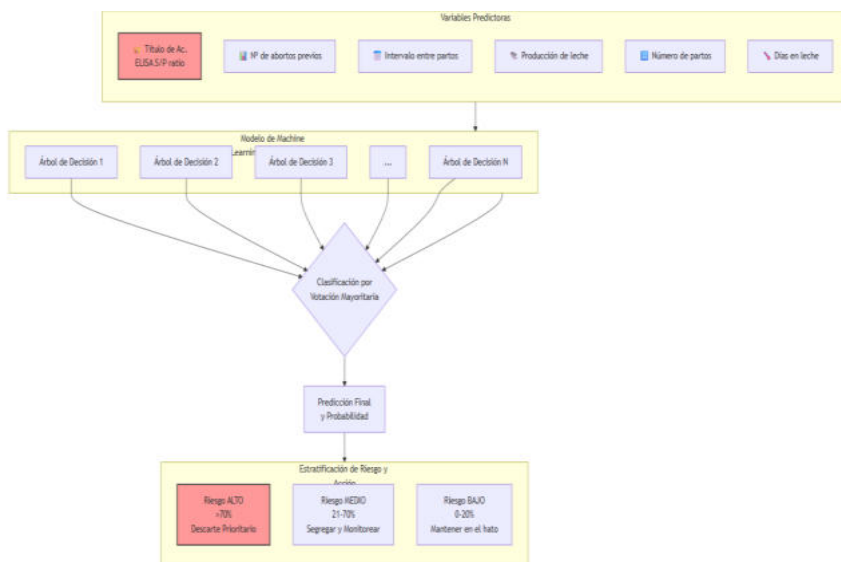 Variables Predictoras
Título de Ac.
ELISA S/P ratio
Nº de abortos previos
Intervalo entre partos
Producción de leche
Número de partos
Días en leche
Modelo de Machine
Learnin
Árbol de Decisión 1
Árbol de Decisión 2
Árbol de Decisión 3
...
Árbol de Decisión N
Clasificación por
Votación Mayoritaria
Predicción Final
y Probabilidad
Estratificación de Riesgo y
Acción
Riesgo ALTO
>70%
Descarte Prioritario
Riesgo MEDIO
21-70%
Segregar y Monitorear
Riesgo BAJO
0-20%
Mantener en el hato